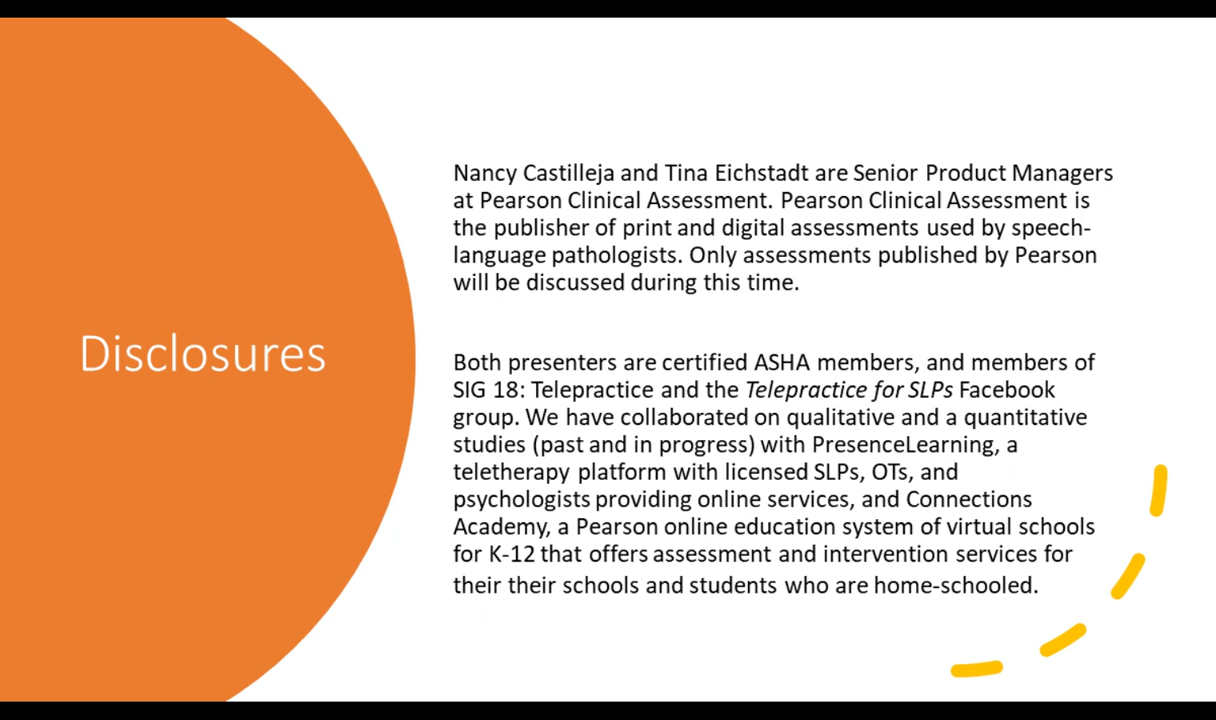 Disclosures
Nancy Castilleja and Tina Eichstadt are Senior Product Managers
at Pearson Clinical Assessment. Pearson Clinical Assessment is
the publisher of print and digital assessments used by speech-
language pathologists. Only assessments published by Pearson
will be discussed during this time.
Both presenters are certified ASHA members, and members of
SIG 18: Telepractice and the Telepractice for SLPs Facebook
group. We have collaborated on qualitative and a quantitative
studies (past and in progress) with PresenceLearning, a
teletherapy platform with licensed SLPs, OTs, and
psychologists providing online services, and Connections
Academy, a Pearson online education system of virtual schools
for K-12 that offers assessment and intervention services for
their their schools and students who are home-schooled.